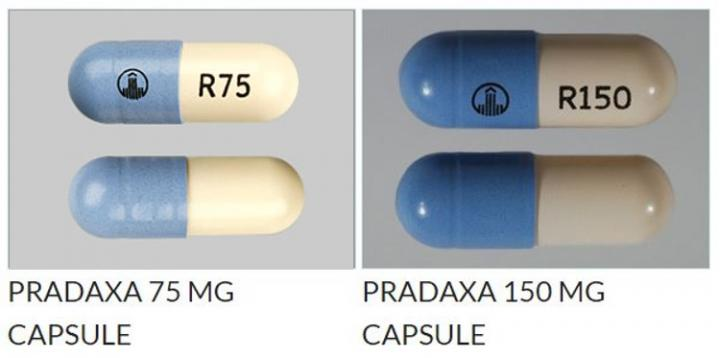 R75
R150
PRADAXA 75 MG
CAPSULE
PRADAXA 150 MG
CAPSULE